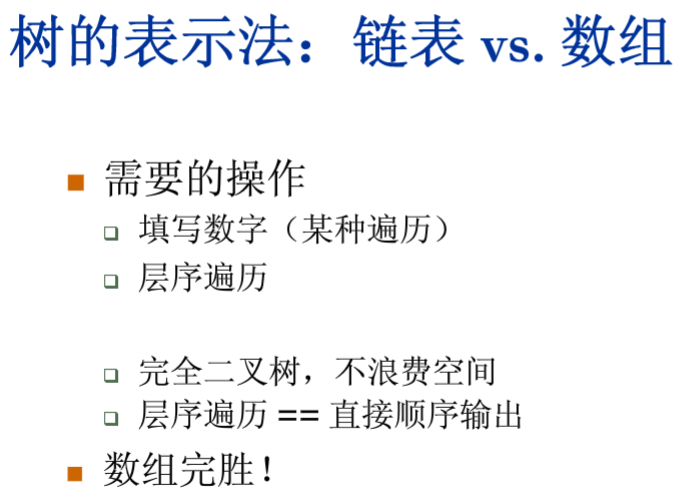 树的表示法：链表 vs. 数组
需要的操作
填写数字（某种遍历）
层序遍历
完全二叉树，不浪费空间
层序遍历 == 直接顺序输出
数组完胜！